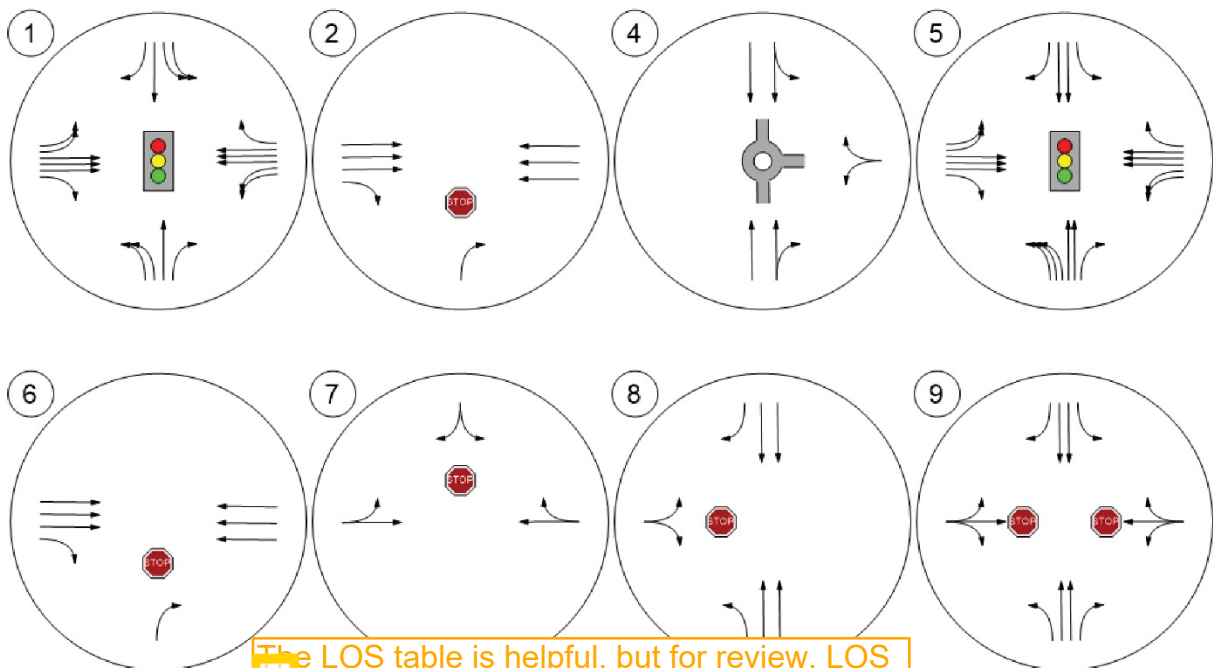 1
2
4
5
STOP
6
7
8
9
STOP
STOP
STOP
STOP
STOP
The LOS table is helpful, but for review, LOS